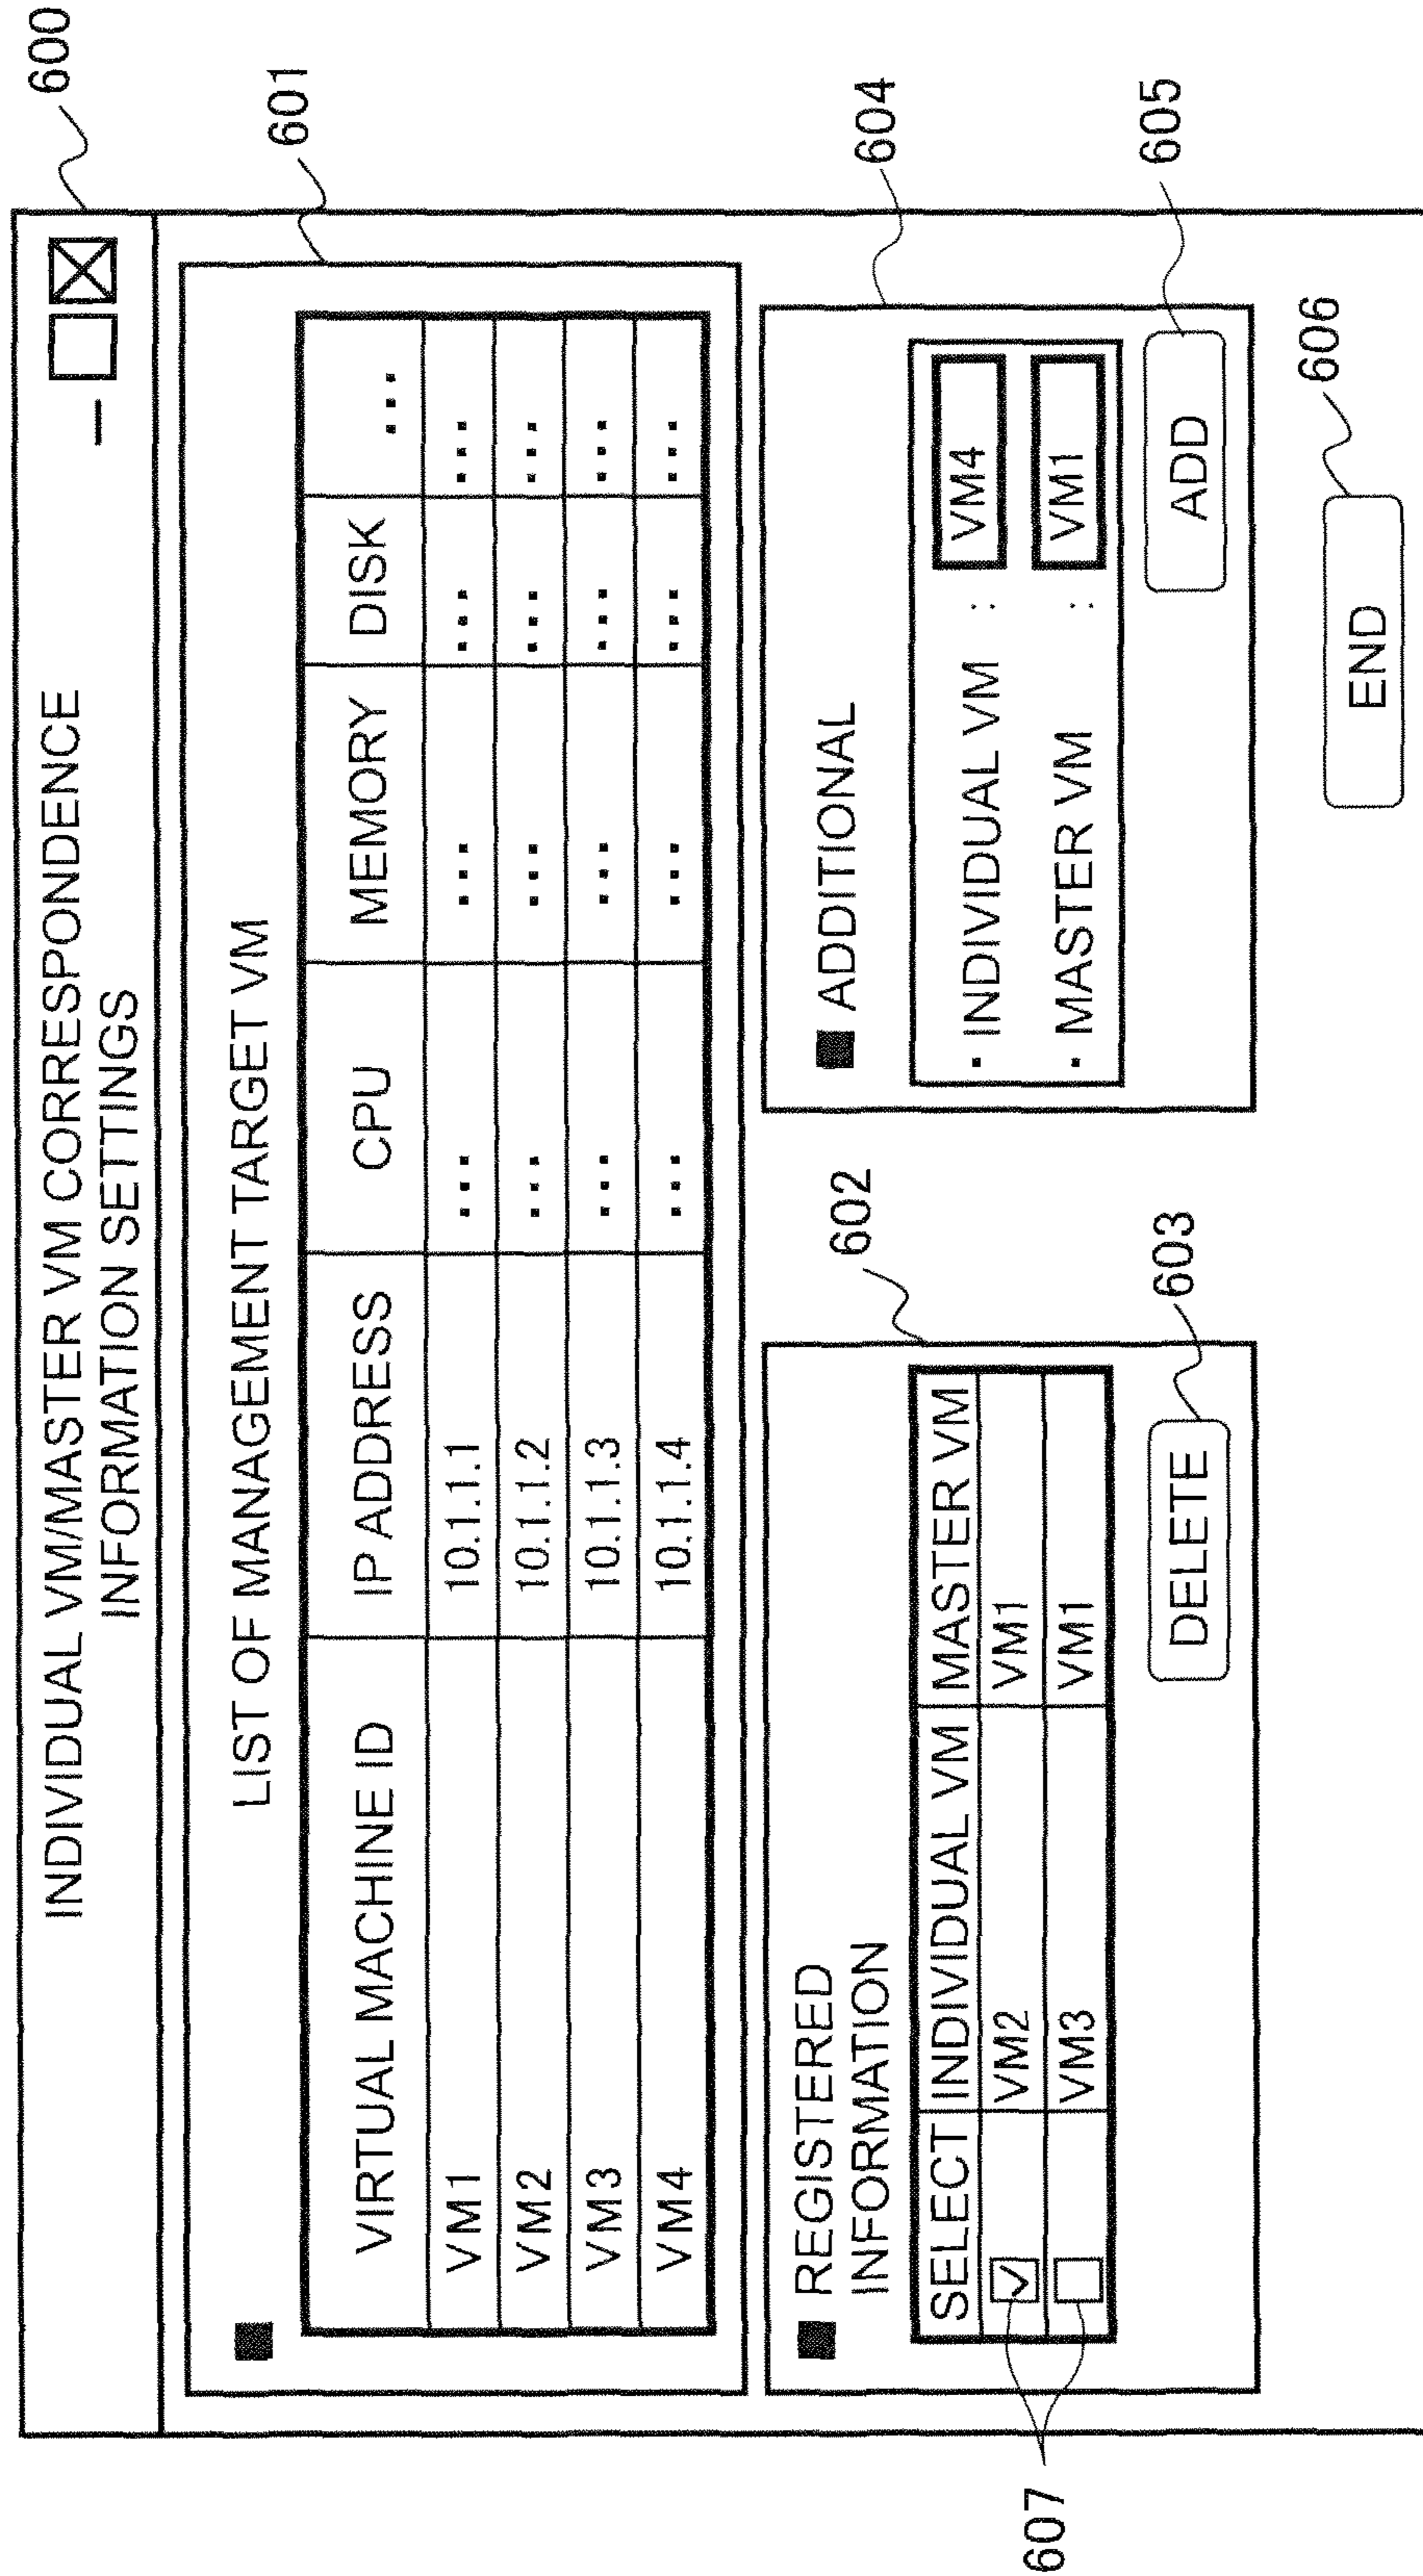 600
INDIVIDUAL VM/MASTER VM CORRESPONDENCE
INFORMATION SETTINGS
601
■ LIST OF MANAGEMENT TARGET VM
VIRTUAL MACHINE ID IP ADDRESS CPU MEMORY DISK ...
VM1 10.1.1.1 ... ... ... ...
VM2 10.1.1.2 ... ... ... ...
VM3 10.1.1.3 ... ... ... ...
VM4 10.1.1.4 ... ... ... ...
602
■ REGISTERED
INFORMATION
SELECT INDIVIDUAL VM MASTER VM
VM2 VM1
VM3 VM1
607
DELETE
603
604
■ ADDITIONAL
· INDIVIDUAL VM : VM4
· MASTER VM : VM1
ADD
605
END
606